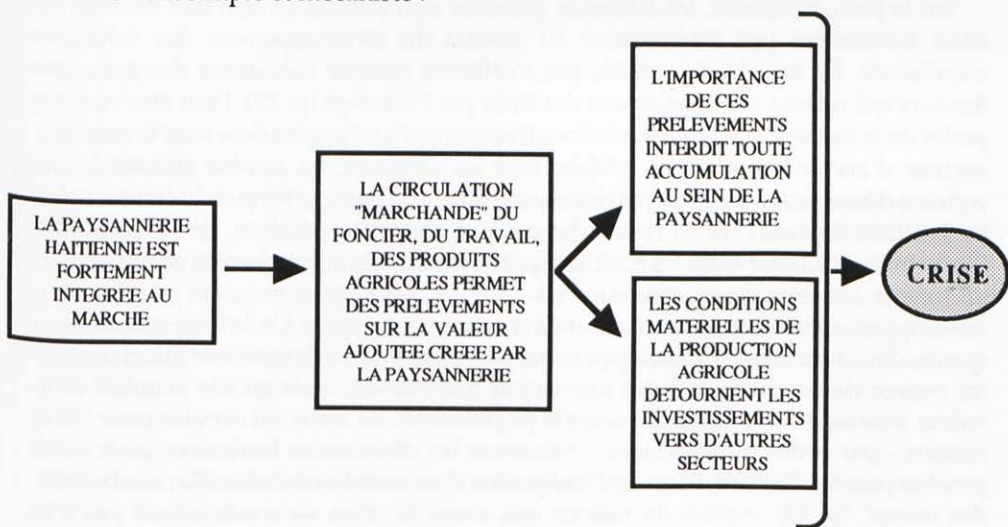 LA PAYSANNERIE
HAITIENNE EST
FORTEMENT
INTEGREE AU
MARCHE
LA CIRCULATION
"MARCHANDE" DU
FONCIER, DU TRAVAIL,
DES PRODUITS
AGRICOLES PERMET
DES PRELEVEMENT
SUR LA VALEUR
AJOUTEE CREEE PAR
LA PAYSANNERIE
L'IMPORTANCE
DE CES
PRELEVEMENTS
INTERDIT TOUTE
ACCUMULATION
AU SEIN DE LA
PAYSANNERIE
LES CONDITIONS
MATERIELLES DE
LA PRODUCTION
AGRICOLE
DETOURNENT LES
INVESTISSEMENTS
VERS D'AUTRES
SECTEURS
CRISE